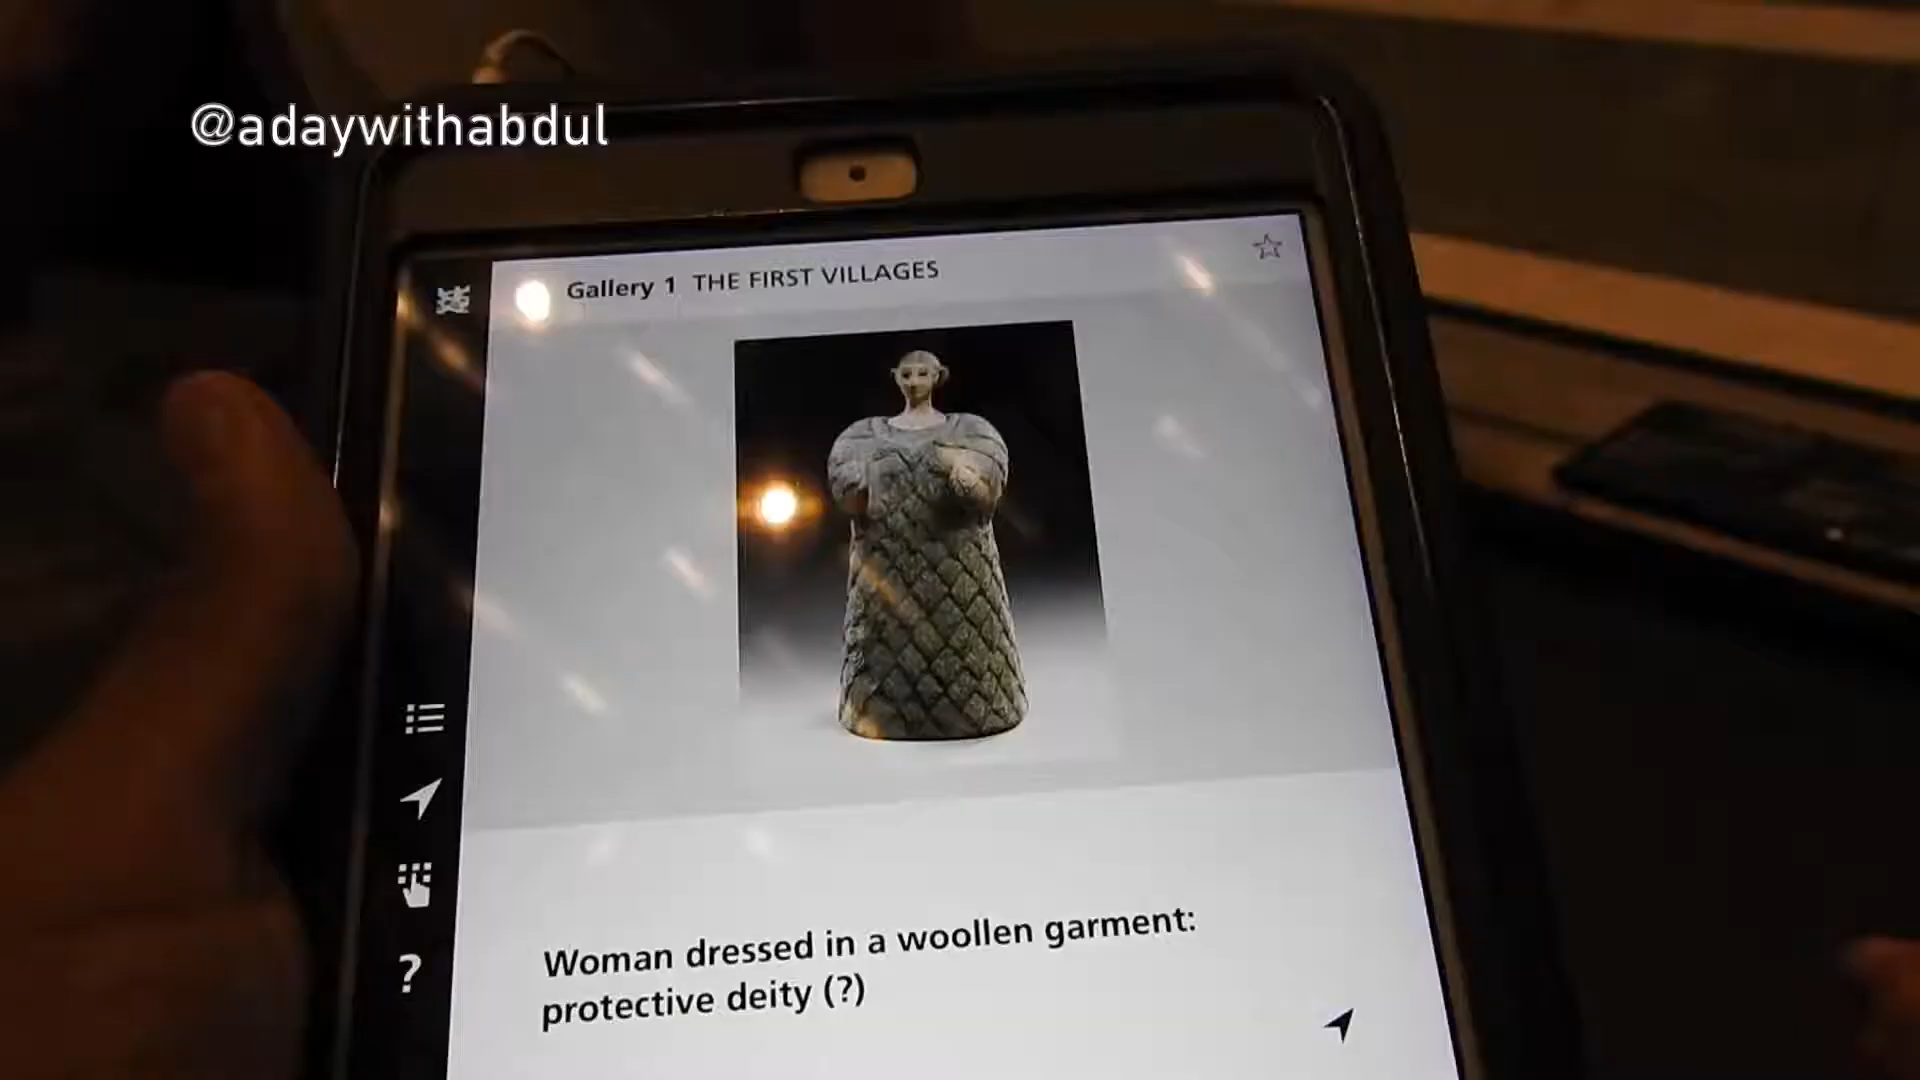 @adaywithabdul
Gallery 1 THE FIRST VILLAGES
?
Woman dressed in a woollen garment:
protective deity (?)